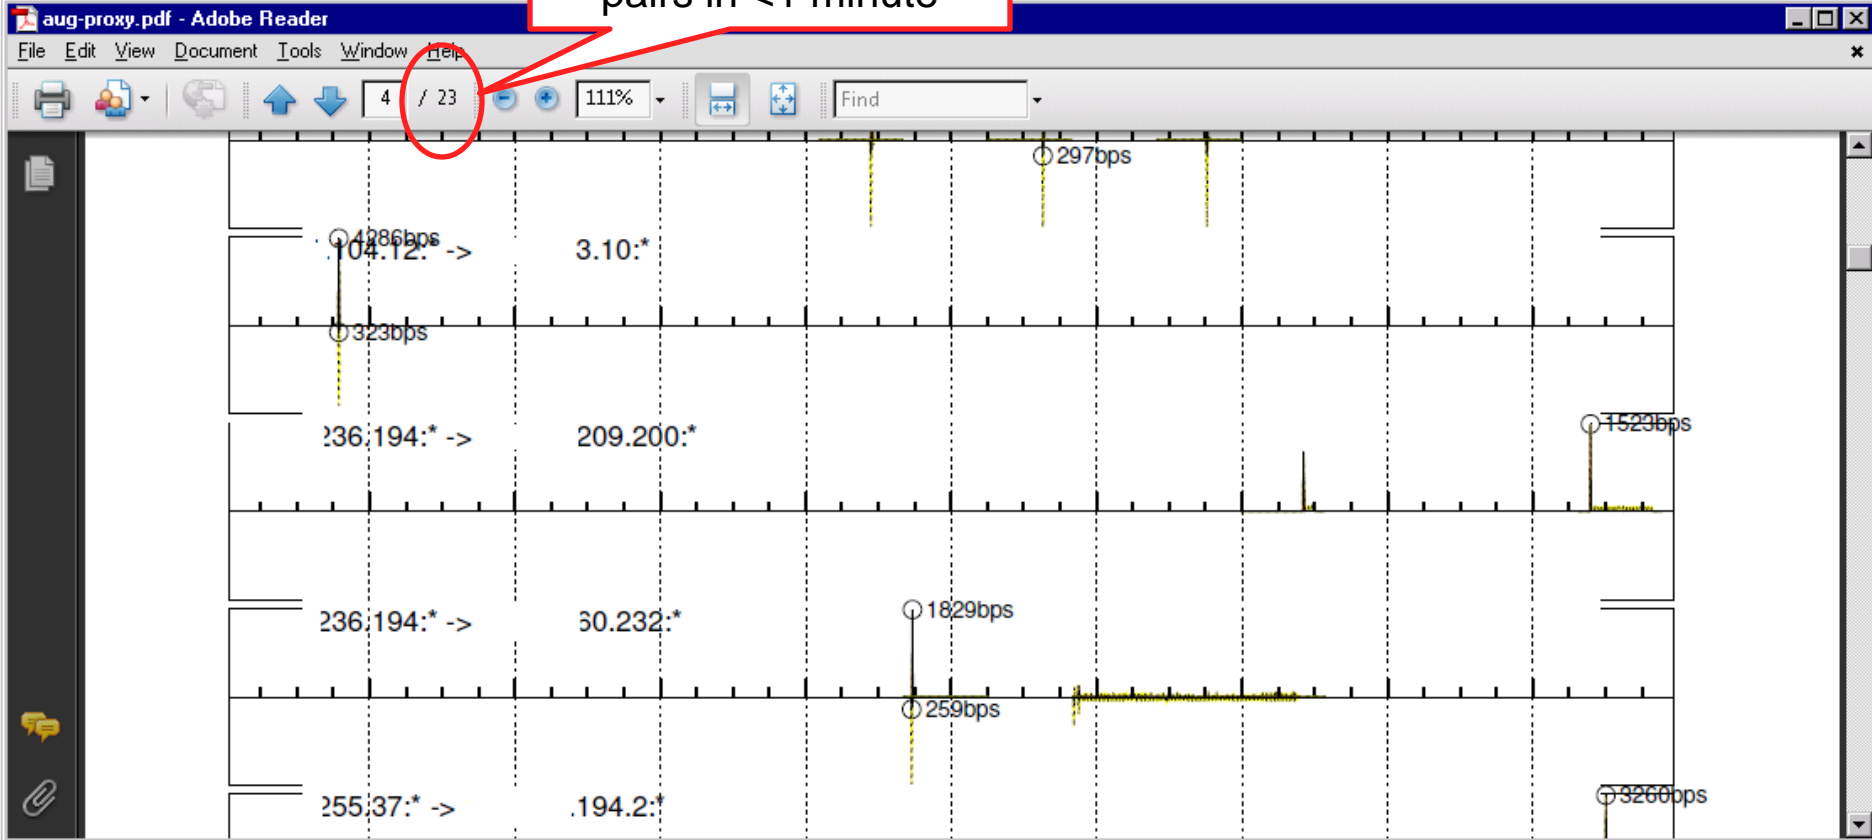 pairs in <1 minute
aug-proxy.pdf - Adobe Reader
File Edit View Document Tools Window Help
4 / 23 111% Find
297bps
4286bps
.104.12:* -> 3.10:*
323bps
236.194:* -> 209.200:*
1523bps
1829bps
236.194:* -> 60.232:*
259bps
3260bps
255.37:* -> .194.2:*